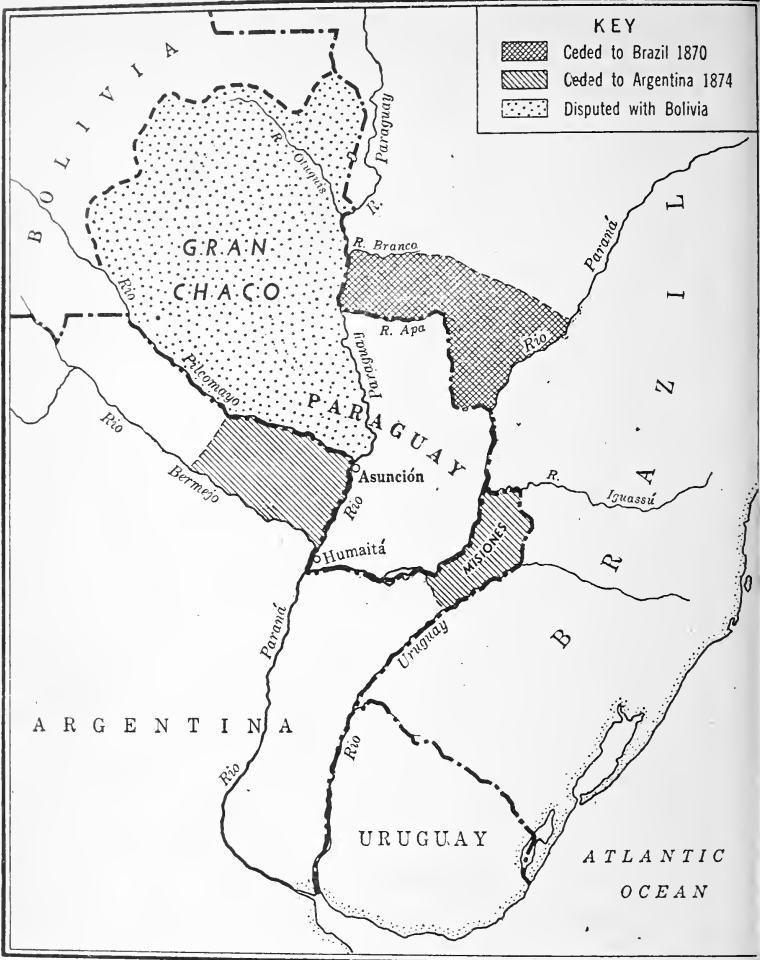 KEY
Ceded to Brazil 1870
Ceded to Argentina 1874
Disputed with Bolivia
BOLIVIA
R. Paraguay
R. Otuquis
GRAN
CHACO
R. Branco
Paraná
Rio
BRAZIL
Rio
Pilcomayo
R. Apa
Paraguay
PARAGUAY
Rio
Bermejo
Asunción
Rio
R. Iguassú
Humaitá
MISIONES
Paraná
Rio
Uruguay
Rio
ARGENTINA
URUGUAY
ATLANTIC
OCEAN